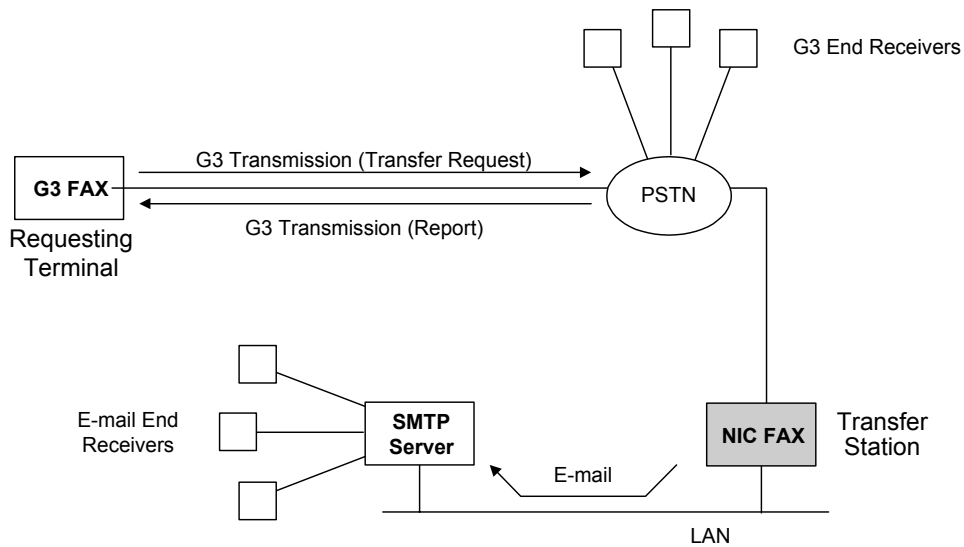 G3 End Receivers
G3 Transmission (Transfer Request)
G3 FAX
PSTN
G3 Transmission (Report)
Requesting
Terminal
E-mail End
Receivers
SMTP
Server
NIC FAX
Transfer
Station
E-mail
LAN